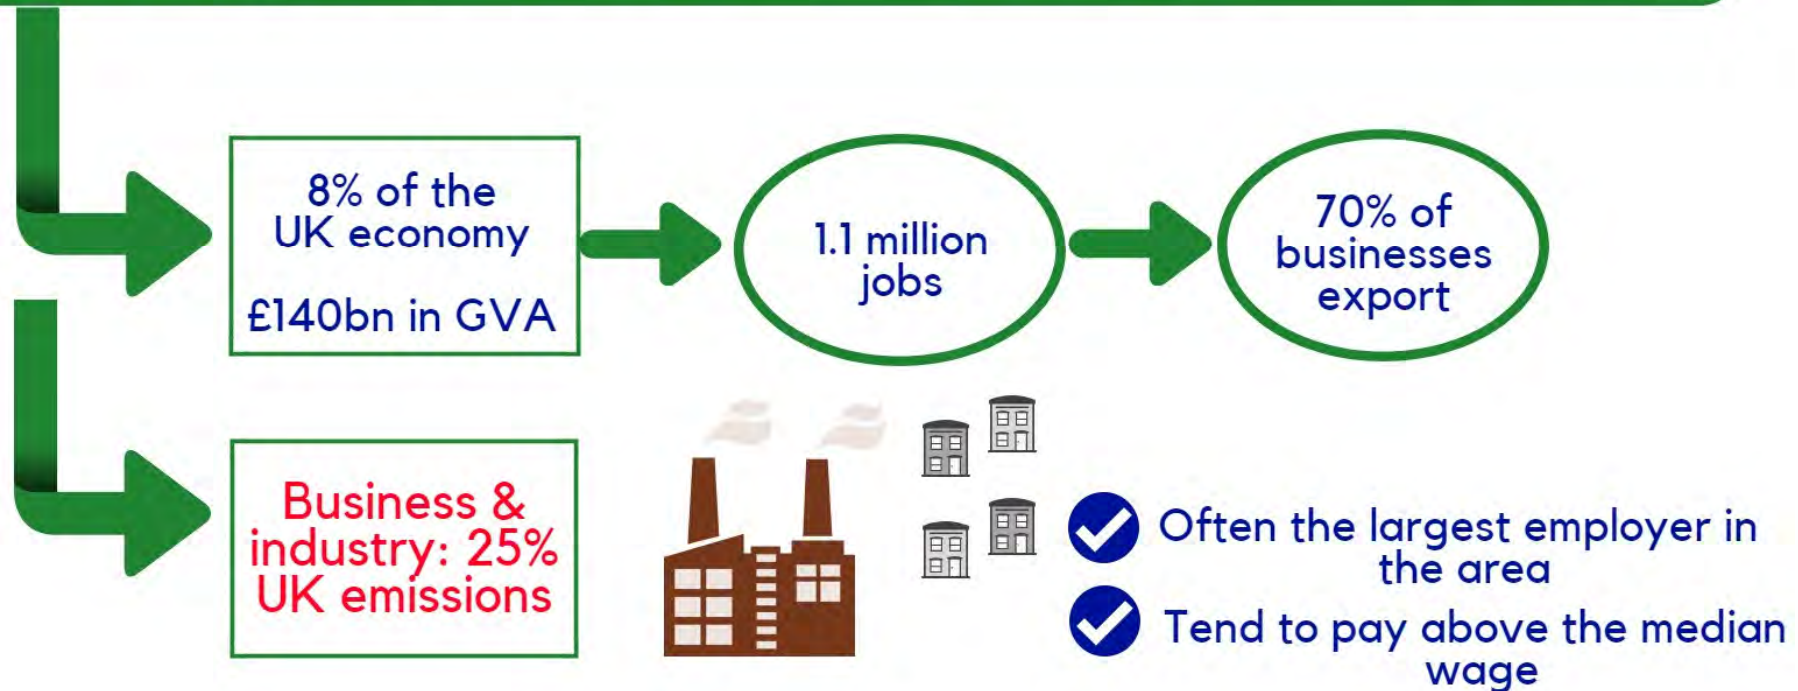 8% of the
UK economy
£140bn in GVA
1.1 million
jobs
70% of
businesses
export
Business &
industry: 25%
UK emissions
Often the largest employer in
the area
Tend to pay above the median
wage